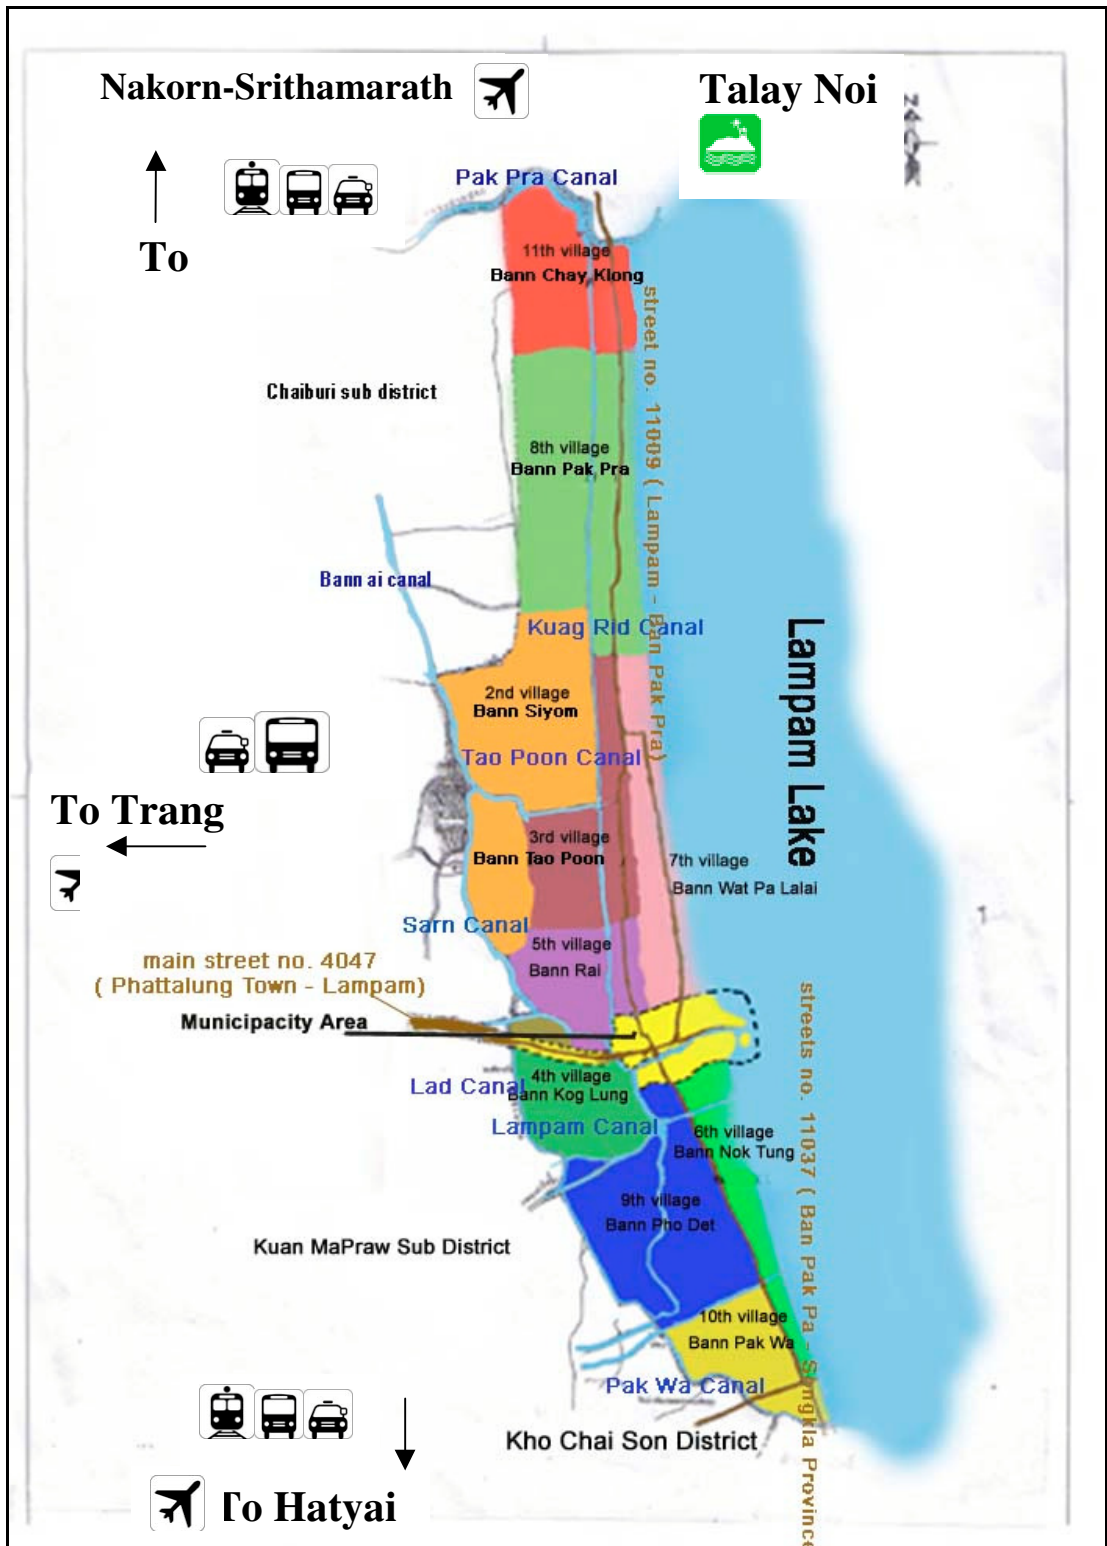 Nakorn-Srithamarath
Talay Noi
To
Pak Pra Canal
11th village
Bann Chay Klong
street no. 11009 ( Lampam - Ban Pak Pra)
Chaiburi sub district
8th village
Bann Pak Pra
Bann ai canal
Kuag Rid Canal
Lampam Lake
2nd village
Bann Siyom
Tao Poon Canal
To Trang
3rd village
Bann Tao Poon
7th village
Bann Wat Pa Lalai
Sarn Canal
5th village
Bann Rai
main street no. 4047
( Phattalung Town - Lampam)
Municipacity Area
streets no. 11037 ( Ban Pak Pa - Songkla Province
4th village
Bann Kog Lung
Lad Canal
Lampam Canal
6th village
Bann Nok Tung
9th village
Bann Pho Det
Kuan MaPraw Sub District
10th village
Bann Pak Wa
Pak Wa Canal
Kho Chai Son District
To Hatyai